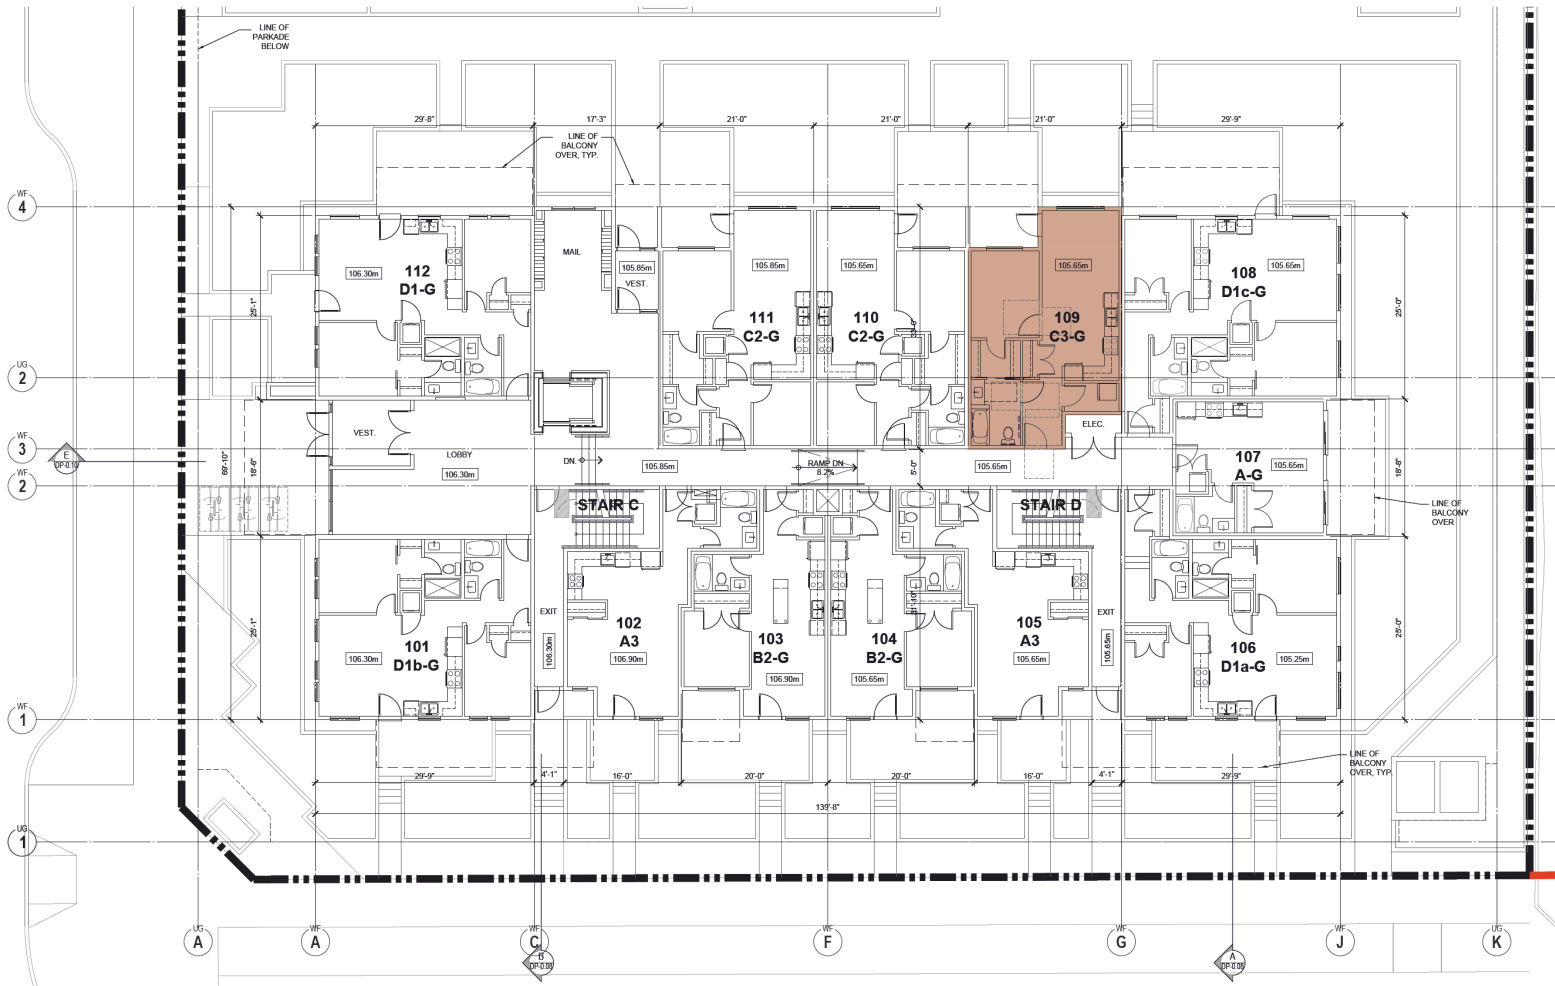 LINE OF
PARKADE
BELOW
29'-8"
17'-3"
21'-0"
21'-0"
21'-0"
29'-9"
LINE OF
BALCONY
OVER, TYP.
WF
4
UG
2
WF
3
WF
2
WF
1
UG
1
E
DP-0.10
69'-10"
25'-1"
18'-6"
25'-1"
106.30m
112
D1-G
MAIL
105.85m
VEST.
105.85m
111
C2-G
105.65m
110
C2-G
105.65m
109
C3-G
108
D1c-G
105.65m
25'-0"
VEST.
LOBBY
106.30m
DN.
105.85m
RAMP DN
8.2%
5'-0"
105.65m
ELEC.
107
A-G
105.65m
18'-8"
LINE OF
BALCONY
OVER
STAIR C
STAIR D
31'-10"
106.30m
101
D1b-G
EXIT
106.30m
102
A3
106.90m
103
B2-G
106.90m
104
B2-G
105.65m
105
A3
105.65m
EXIT
105.65m
106
D1a-G
105.25m
25'-0"
LINE OF
BALCONY
OVER, TYP.
29'-9"
4'-1"
16'-0"
20'-0"
20'-0"
16'-0"
4'-1"
29'-9"
139'-8"
UG
A
WF
A
WF
C
WF
F
WF
G
WF
J
UG
K
B
DP-0.08
A
DP-0.08